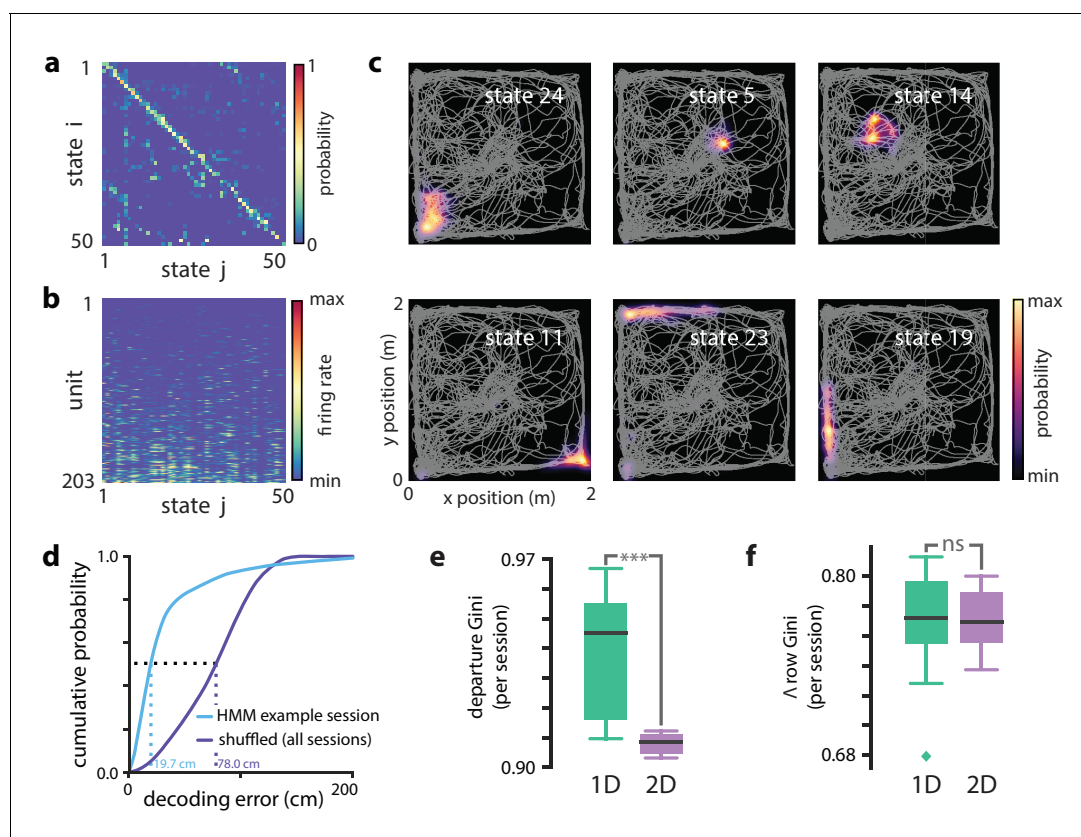 a
1
state i
50
1
state j
50
1
probability
0
b
1
unit
203
1
state j
50
max
firing rate
min
c
state 24
state 5
state 14
2
y position (m)
0
state 11
state 23
state 19
0
x position (m)
2
max
probability
min
d
1.0
cumulative probability
0.0
HMM example session
shuffled (all sessions)
19.7 cm
78.0 cm
0
decoding error (cm)
200
e
0.97
departure Gini
(per session)
0.90
***
1D
2D
f
0.80
Λ row Gini
(per session)
0.68
ns
1D
2D